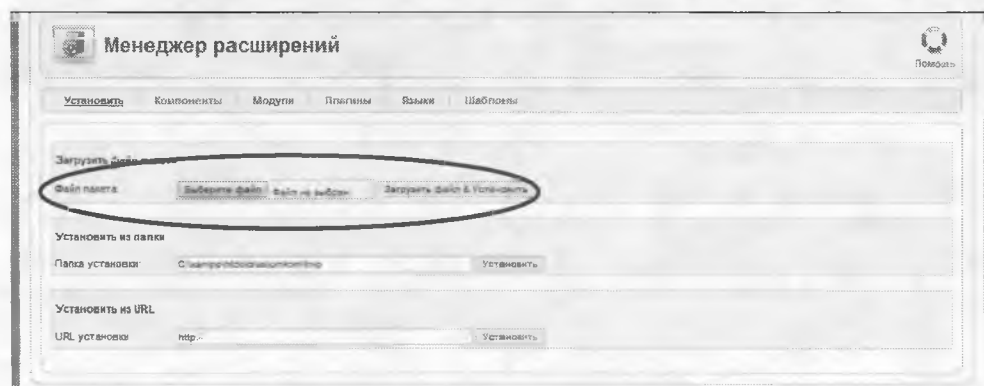 Менеджер расширений
Помощь
Установить Компоненты Модули Плагины Языки Шаблоны
Загрузить файл
Файл пакета: Выберите файл Файл не выбран Загрузить файл & Установить
Установить из папки
Папка установки: Установить
Установить из URL
URL установки: http:// Установить